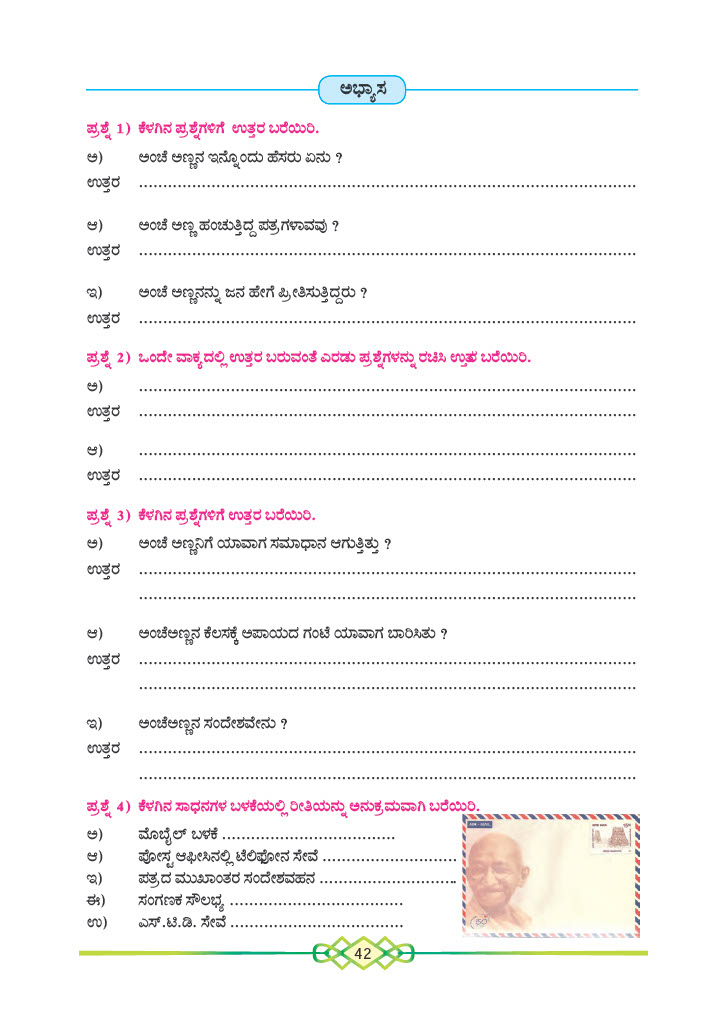 ಅಭ್ಯಾಸ
ಪ್ರಶ್ನೆ 1) ಕೆಳಗಿನ ಪ್ರಶ್ನೆಗಳಿಗೆ ಉತ್ತರ ಬರೆಯಿರಿ.
ಅ) ಅಂಚೆ ಅಣ್ಣನ ಇನ್ನೊಂದು ಹೆಸರು ಏನು ?
ಉತ್ತರ ................................................................................
ಆ) ಅಂಚೆ ಅಣ್ಣ ಹಂಚುತ್ತಿದ್ದ ಪತ್ರಗಳಾವವು ?
ಉತ್ತರ ................................................................................
ಇ) ಅಂಚೆ ಅಣ್ಣನನ್ನು ಜನ ಹೇಗೆ ಪ್ರೀತಿಸುತ್ತಿದ್ದರು ?
ಉತ್ತರ ................................................................................
ಪ್ರಶ್ನೆ 2) ಒಂದೇ ವಾಕ್ಯದಲ್ಲಿ ಉತ್ತರ ಬರುವಂತೆ ಎರಡು ಪ್ರಶ್ನೆಗಳನ್ನು ರಚಿಸಿ ಉತ್ತರ ಬರೆಯಿರಿ.
ಅ) ................................................................................
ಉತ್ತರ ................................................................................
ಆ) ................................................................................
ಉತ್ತರ ................................................................................
ಪ್ರಶ್ನೆ 3) ಕೆಳಗಿನ ಪ್ರಶ್ನೆಗಳಿಗೆ ಉತ್ತರ ಬರೆಯಿರಿ.
ಅ) ಅಂಚೆ ಅಣ್ಣನಿಗೆ ಯಾವಾಗ ಸಮಾಧಾನ ಆಗುತ್ತಿತ್ತು ?
ಉತ್ತರ ................................................................................
................................................................................
ಆ) ಅಂಚೆಅಣ್ಣನ ಕೆಲಸಕ್ಕೆ ಅಪಾಯದ ಗಂಟೆ ಯಾವಾಗ ಬಾರಿಸಿತು ?
ಉತ್ತರ ................................................................................
................................................................................
ಇ) ಅಂಚೆಅಣ್ಣನ ಸಂದೇಶವೇನು ?
ಉತ್ತರ ................................................................................
................................................................................
ಪ್ರಶ್ನೆ 4) ಕೆಳಗಿನ ಸಾಧನಗಳ ಬಳಕೆಯಲ್ಲಿ ರೀತಿಯನ್ನು ಅನುಕ್ರಮವಾಗಿ ಬರೆಯಿರಿ.
ಅ) ಮೊಬೈಲ್ ಬಳಕೆ ..................................
ಆ) ಪೋಸ್ಟ ಆಫೀಸಿನಲ್ಲಿ ಟೆಲಿಫೋನ ಸೇವೆ ..........................
ಇ) ಪತ್ರದ ಮುಖಾಂತರ ಸಂದೇಶವಹನ ...........................
ಈ) ಸಂಗಣಕ ಸೌಲಭ್ಯ ..................................
ಉ) ಎಸ್.ಟಿ.ಡಿ. ಸೇವೆ ..................................
42